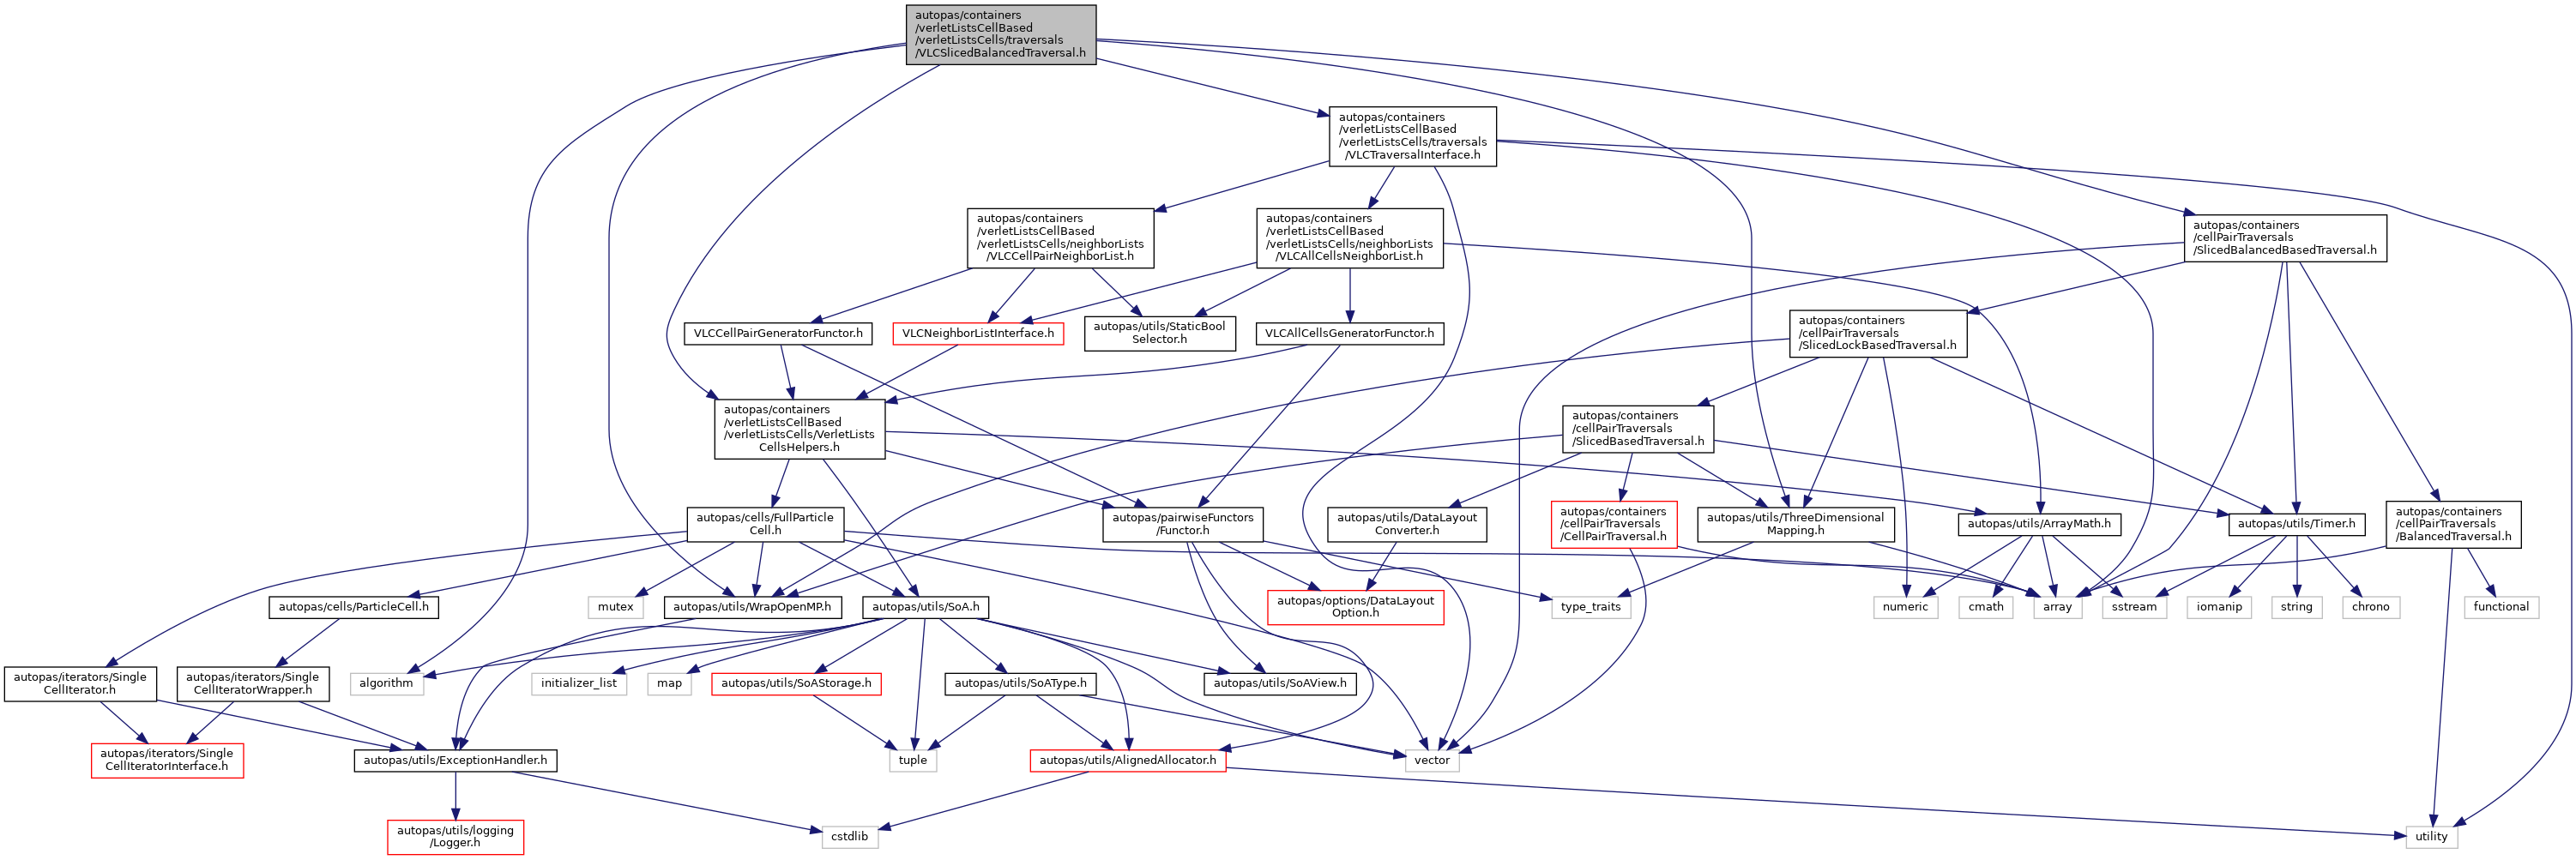 autopas/containers
/verletListsCellBased
/verletListsCells/traversals
/VLCSlicedBalancedTraversal.h
autopas/containers
/verletListsCellBased
/verletListsCells/traversals
/VLCTraversalInterface.h
autopas/containers
/verletListsCellBased
/verletListsCells/neighborLists
/VLCCellPairNeighborList.h
autopas/containers
/verletListsCellBased
/verletListsCells/neighborLists
/VLCAllCellsNeighborList.h
autopas/containers
/cellPairTraversals
/SlicedBalancedBasedTraversal.h
VLCCellPairGeneratorFunctor.h
VLCNeighborListInterface.h
autopas/utils/StaticBool
Selector.h
VLCAllCellsGeneratorFunctor.h
autopas/containers
/cellPairTraversals
/SlicedLockBasedTraversal.h
autopas/containers
/verletListsCellBased
/verletListsCells/VerletLists
CellsHelpers.h
autopas/containers
/cellPairTraversals
/SlicedBasedTraversal.h
autopas/cells/FullParticle
Cell.h
autopas/pairwiseFunctors
/Functor.h
autopas/utils/DataLayout
Converter.h
autopas/containers
/cellPairTraversals
/CellPairTraversal.h
autopas/utils/ThreeDimensional
Mapping.h
autopas/utils/ArrayMath.h
autopas/utils/Timer.h
autopas/containers
/cellPairTraversals
/BalancedTraversal.h
autopas/cells/ParticleCell.h
mutex
autopas/utils/WrapOpenMP.h
autopas/utils/SoA.h
autopas/options/DataLayout
Option.h
type_traits
numeric
cmath
array
sstream
iomanip
string
chrono
functional
autopas/iterators/Single
CellIterator.h
autopas/iterators/Single
CellIteratorWrapper.h
algorithm
initializer_list
map
autopas/utils/SoAStorage.h
autopas/utils/SoAType.h
autopas/utils/SoAView.h
autopas/iterators/Single
CellIteratorInterface.h
autopas/utils/ExceptionHandler.h
tuple
autopas/utils/AlignedAllocator.h
vector
autopas/utils/logging
/Logger.h
cstdlib
utility